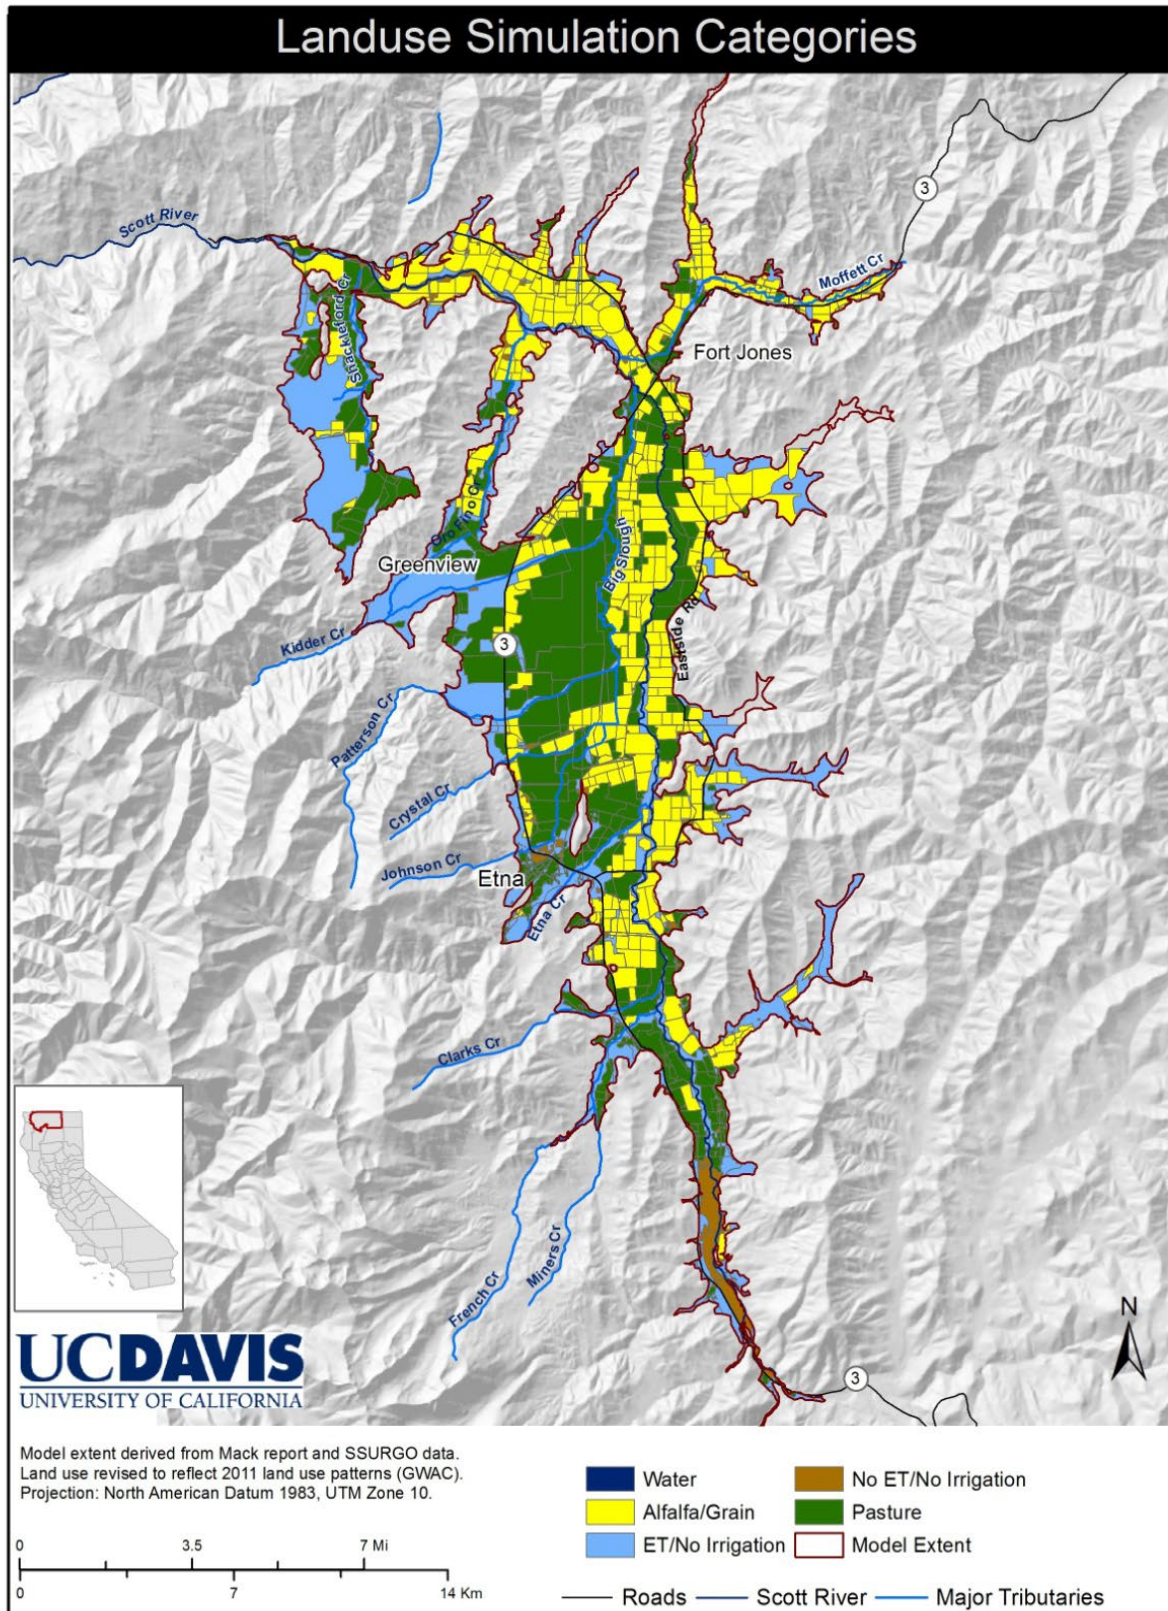 Landuse Simulation Categories
3
Scott River
Moffett Cr
Shackleford Cr
Fort Jones
Oro Fino Cr
Big Slough
Greenview
Eastside Rd
Kidder Cr
3
Patterson Cr
Crystal Cr
Johnson Cr
Etna
Etna Cr
Clarks Cr
Miners Cr
French Cr
N
3
UCDAVIS
UNIVERSITY OF CALIFORNIA
Model extent derived from Mack report and SSURGO data.
Land use revised to reflect 2011 land use patterns (GWAC).
Projection: North American Datum 1983, UTM Zone 10.
Water
No ET/No Irrigation
Alfalfa/Grain
Pasture
ET/No Irrigation
Model Extent
0 3.5 7 Mi
0 7 14 Km
Roads
Scott River
Major Tributaries